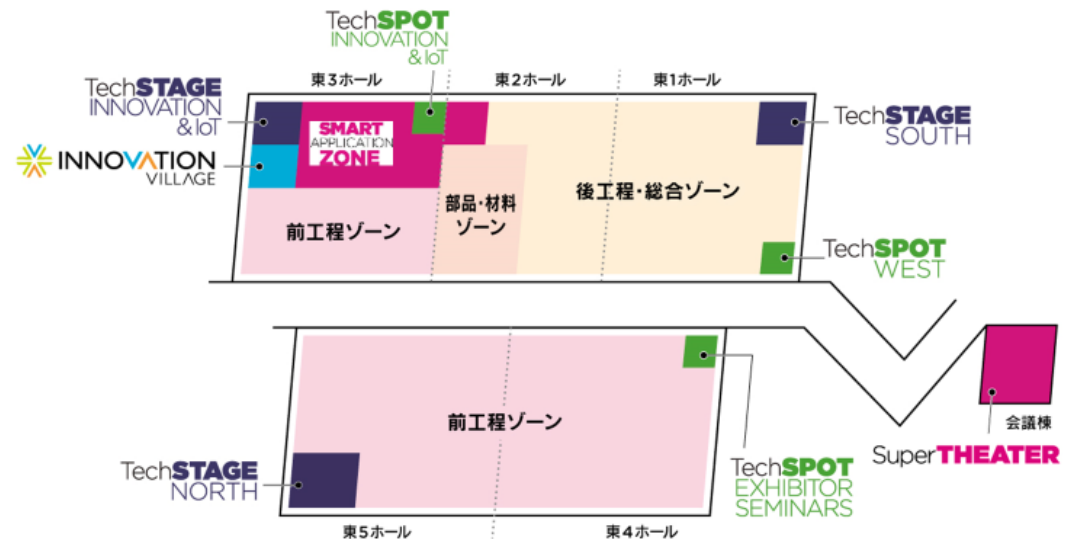 TechSPOT
INNOVATION
& IoT
東3ホール
東2ホール
東1ホール
TechSTAGE
INNOVATION
& IoT
SMART
APPLICATION
ZONE
TechSTAGE
SOUTH
INNOVATION
VILLAGE
前工程ゾーン
部品・材料
ゾーン
後工程・総合ゾーン
TechSPOT
WEST
前工程ゾーン
会議棟
SuperTHEATER
TechSTAGE
NORTH
TechSPOT
EXHIBITOR
SEMINARS
東5ホール
東4ホール